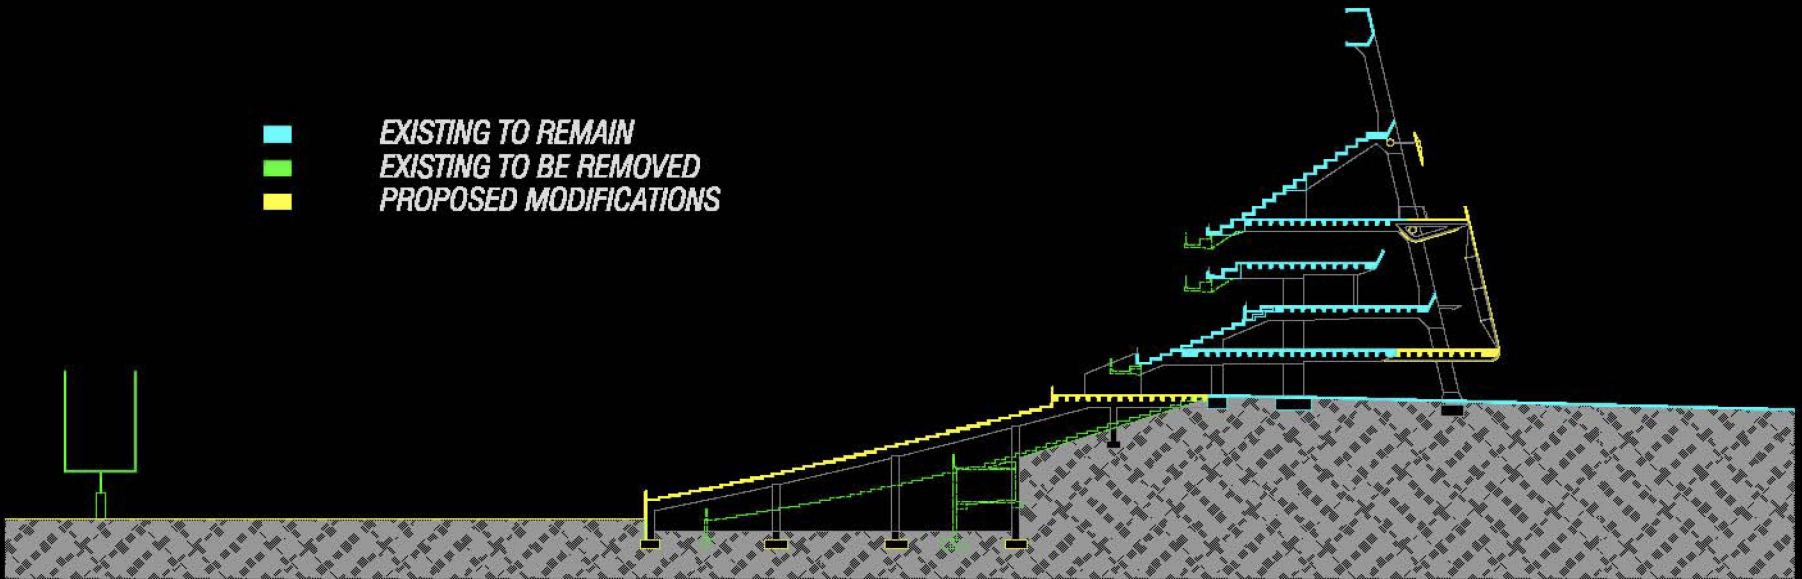 EXISTING TO REMAIN
EXISTING TO BE REMOVED
PROPOSED MODIFICATIONS